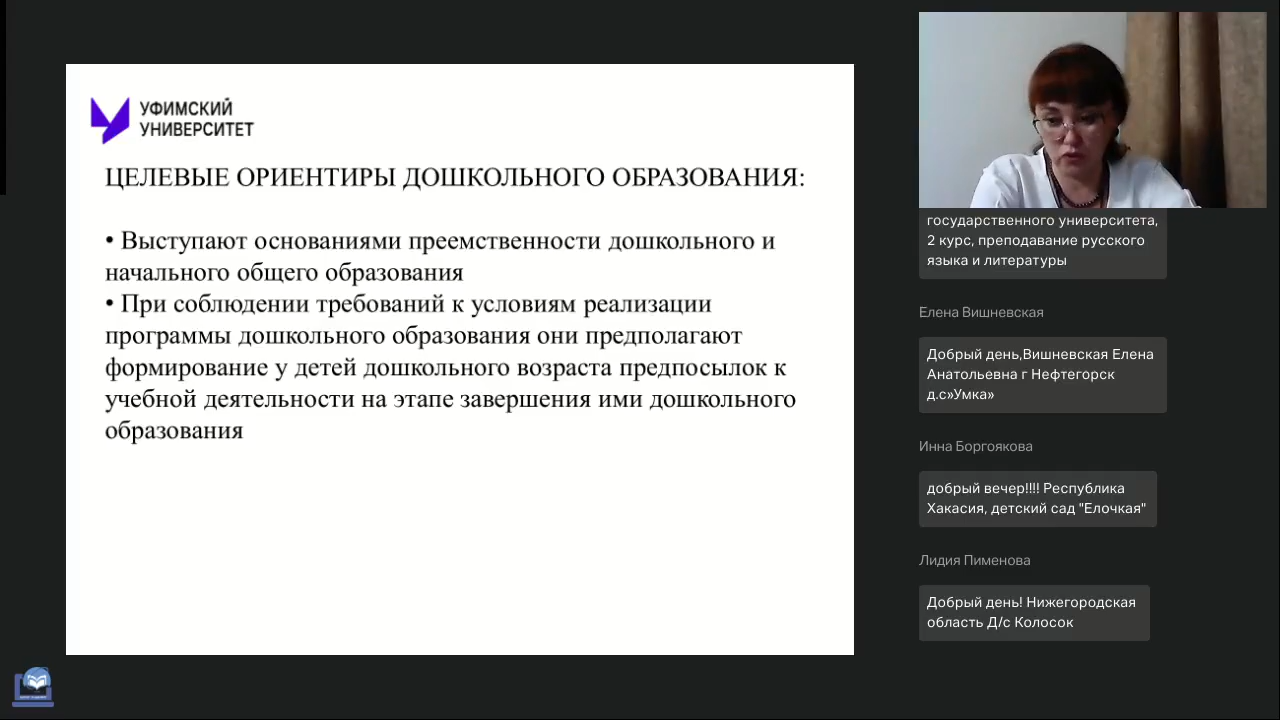 УФИМСКИЙ
УНИВЕРСИТЕТ
ЦЕЛЕВЫЕ ОРИЕНТИРЫ ДОШКОЛЬНОГО ОБРАЗОВАНИЯ:
• Выступают основаниями преемственности дошкольного и
начального общего образования
• При соблюдении требований к условиям реализации
программы дошкольного образования они предполагают
формирование у детей дошкольного возраста предпосылок к
учебной деятельности на этапе завершения ими дошкольного
образования
государственного университета,
2 курс, преподавание русского
языка и литературы
Елена Вишневская
Добрый день,Вишневская Елена
Анатольевна г Нефтегорск
д.с»Умка»
Инна Боргоякова
добрый вечер!!!! Республика
Хакасия, детский сад "Елочкая"
Лидия Пименова
Добрый день! Нижегородская
область Д/с Колосок